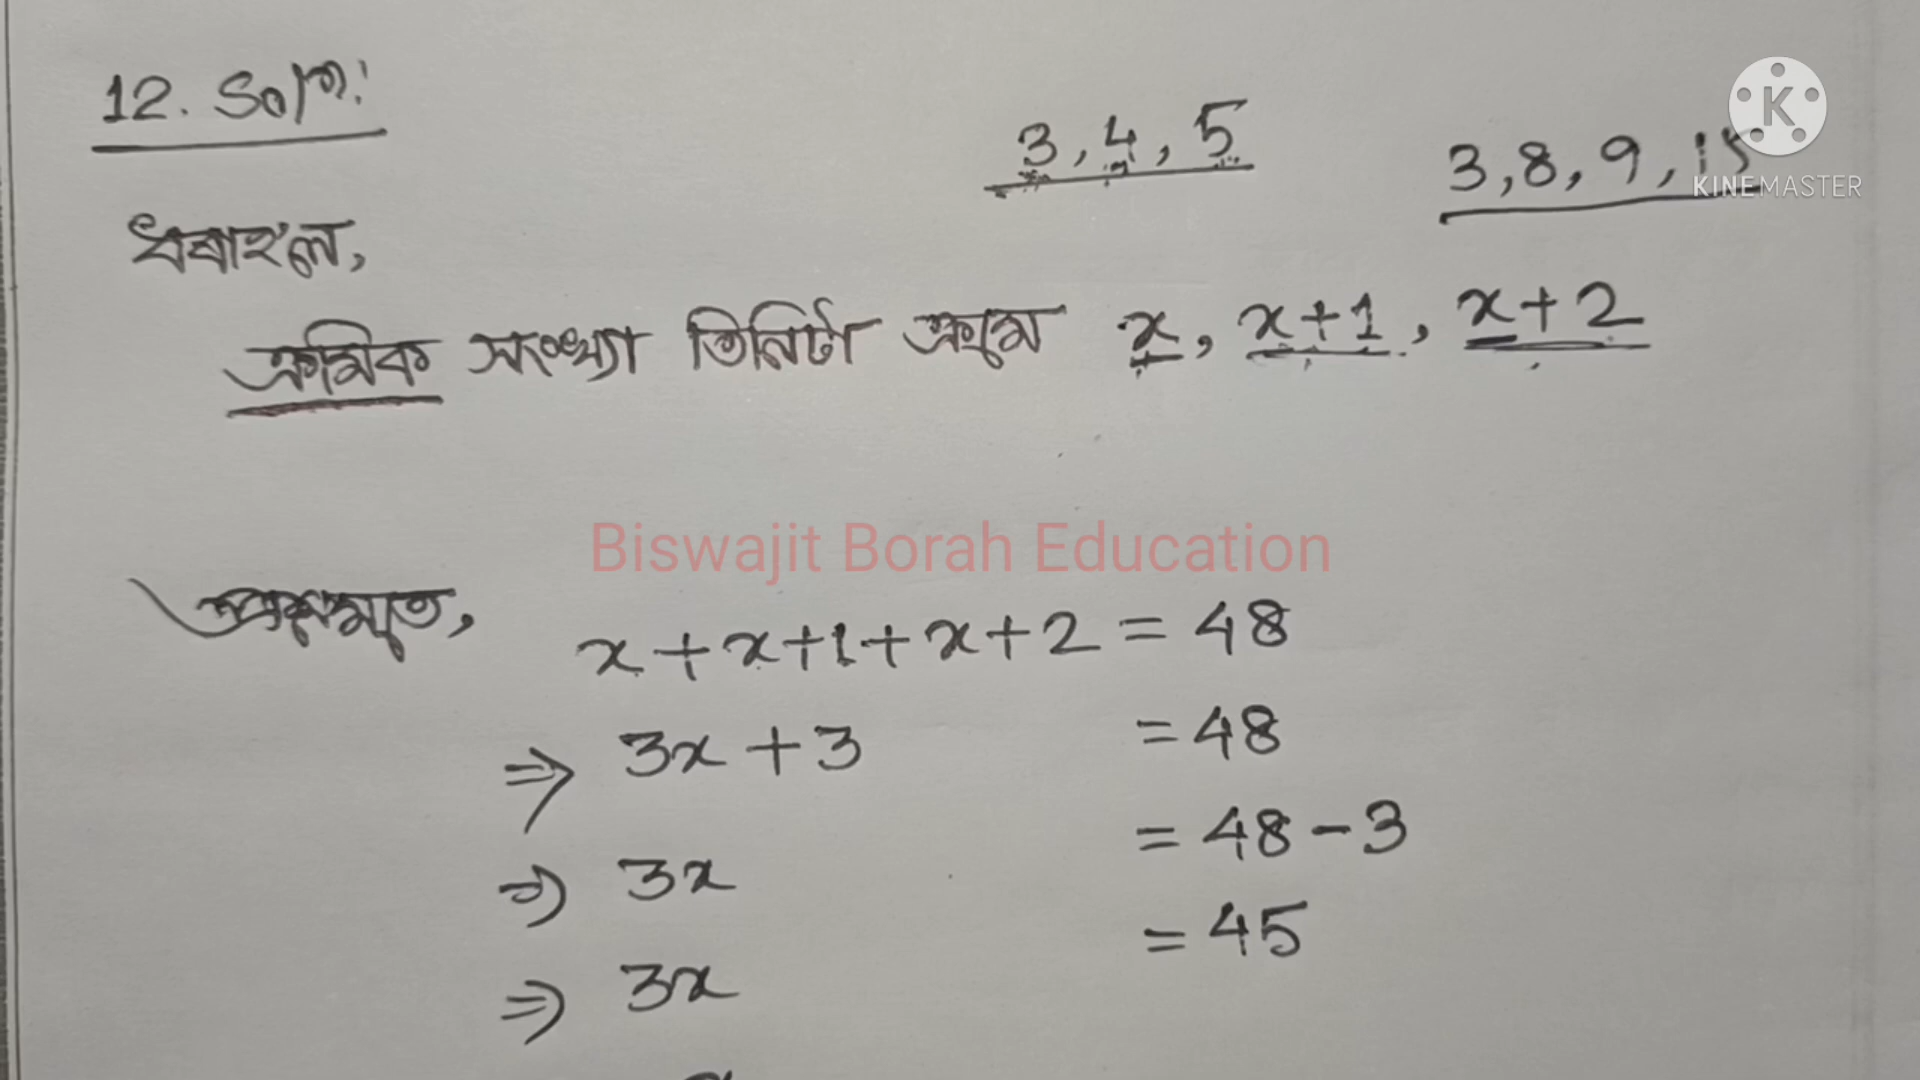 12. Solⁿ:
3, 4, 5
3, 8, 9, 15
KINEMASTER
ধৰাহ'ল,
ক্ৰমিক সংখ্যা তিনিটা ক্ৰমে x, x+1, x+2
Biswajit Borah Education
প্ৰশ্নমতে,
x + x+1 + x+2 = 48
⇒ 3x + 3 = 48
⇒ 3x = 48 - 3
⇒ 3x = 45